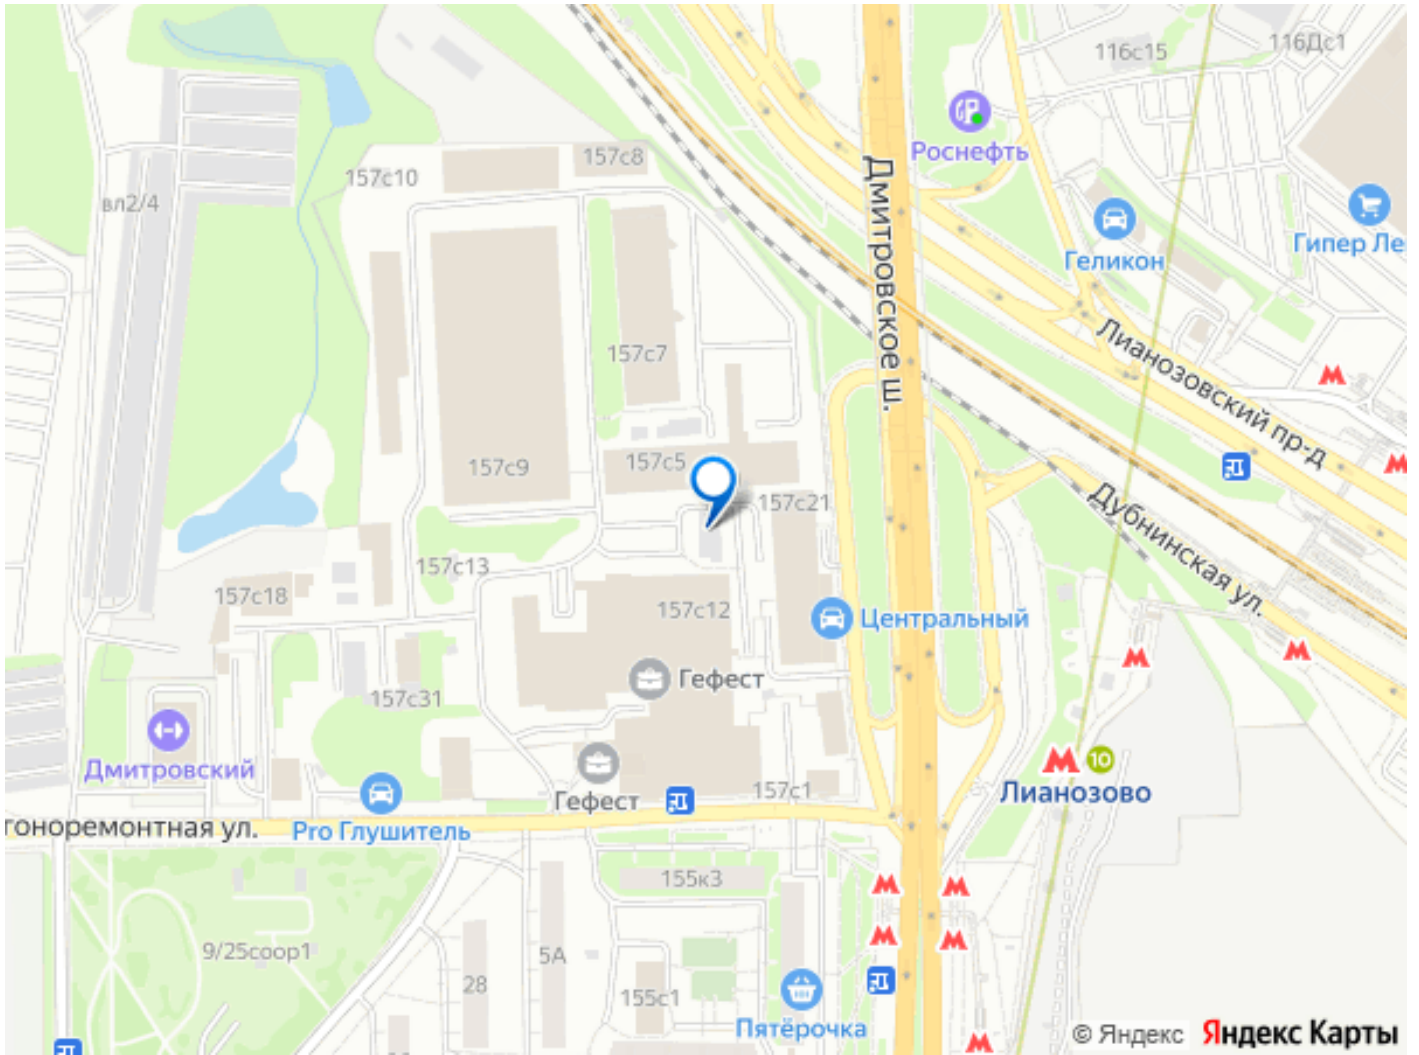 116с15
116Дс1
Роснефть
157с8
157с10
вл2/4
Дмитровское ш.
Геликон
Гипер Ле
157с7
Лианозовский пр-д
157с9
157с5
157с21
Дубнинская ул.
157с13
157с18
157с12
Центральный
Гефест
157с31
Дмитровский
Гефест
157с1
10
Лианозово
гоноремонтная ул.
Pro Глушитель
155к3
9/25соор1
5А
28
155с1
Пятёрочка
© Яндекс Яндекс Карты